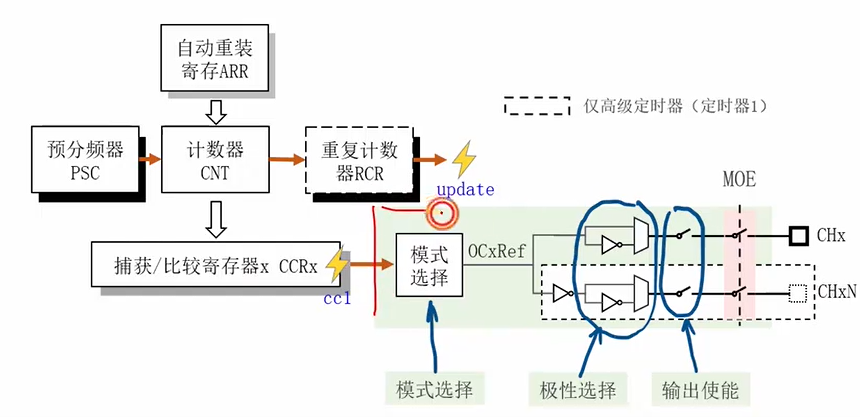 自动重装
寄存ARR
仅高级定时器（定时器1）
预分频器
PSC
计数器
CNT
重复计数
器RCR
update
MOE
捕获/比较寄存器x CCRx
cc1
模式
选择
OCxRef
CHx
CHxN
模式选择
极性选择
输出使能